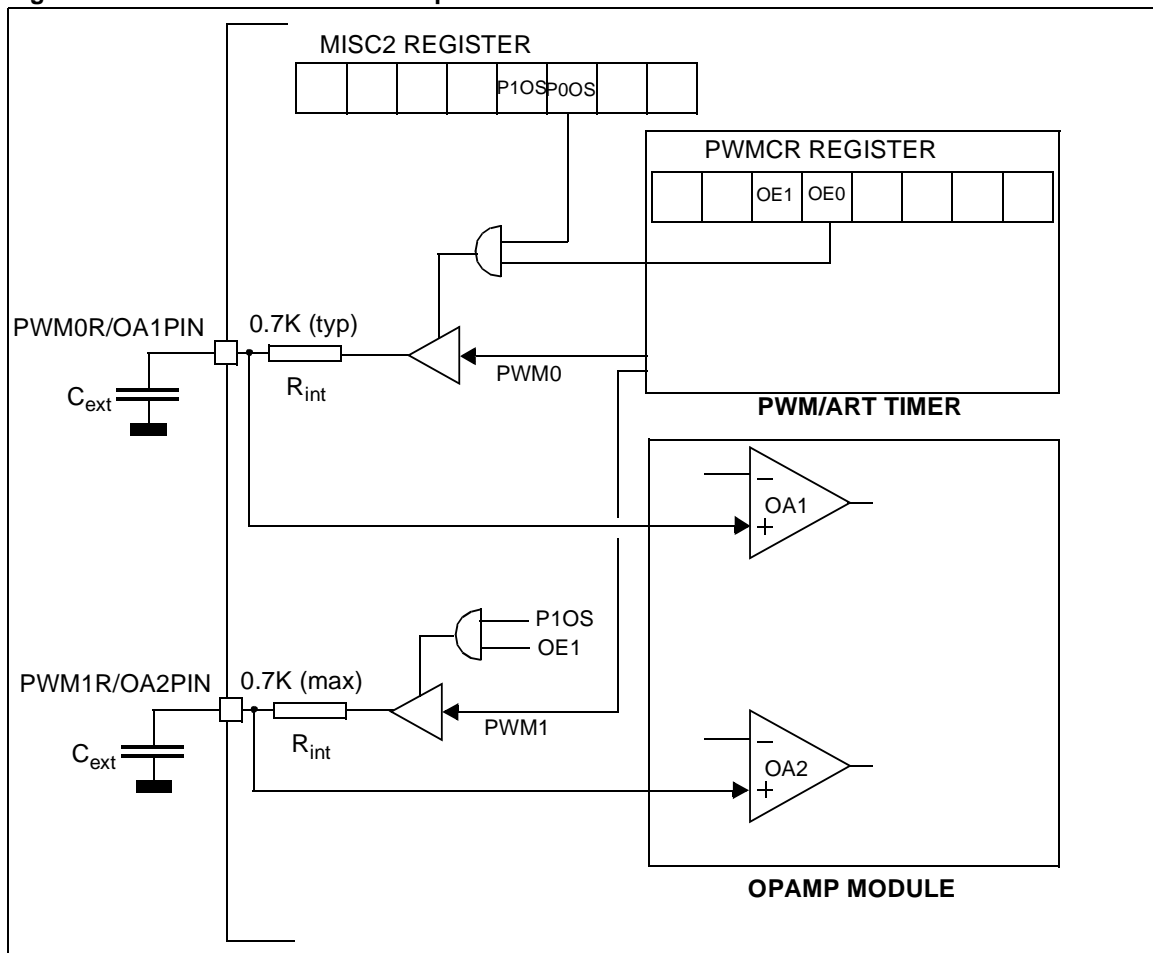 MISC2 REGISTER
P1OS P0OS
PWMCR REGISTER
OE1 OE0
PWM0R/OA1PIN
0.7K (typ)
Rint
PWM0
Cext
PWM/ART TIMER
−
OA1
+
P1OS
OE1
PWM1R/OA2PIN
0.7K (max)
Rint
PWM1
Cext
−
OA2
+
OPAMP MODULE